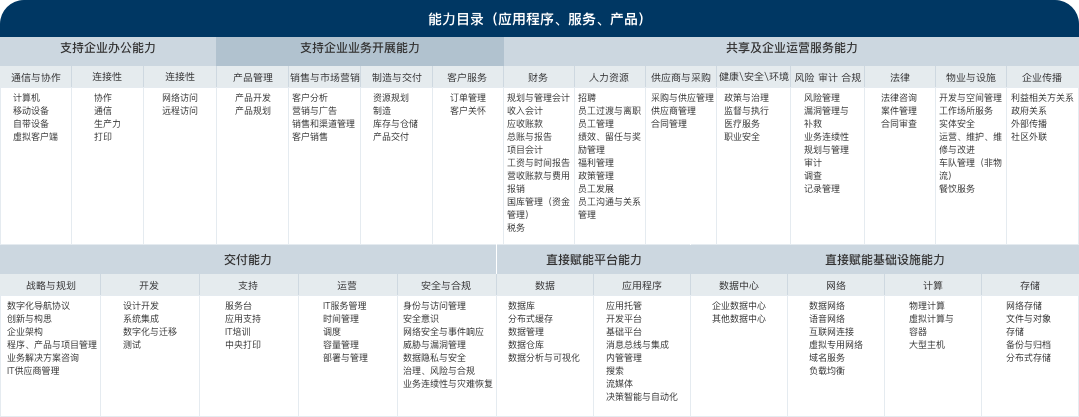 能力目录（应用程序、服务、产品）
支持企业办公能力
支持企业业务开展能力
共享及企业运营服务能力
通信与协作
计算机
移动设备
自带设备
虚拟客户端
连接性
协作
通信
生产力
打印
连接性
网络访问
远程访问
产品管理
产品开发
产品规划
销售与市场营销
客户分析
营销与广告
销售和渠道管理
客户销售
制造与交付
资源规划
制造
库存与仓储
产品交付
客户服务
订单管理
客户关怀
财务
规划与管理会计
收入会计
应收账款
总账与报告
项目会计
工资与时间报告
营收账款与费用
报销
国库管理（资金
管理）
税务
人力资源
招聘
员工过渡与离职
员工管理
绩效、留任与奖
励管理
福利管理
政策管理
员工发展
员工沟通与关系
管理
供应商与采购
采购与供应管理
供应商管理
合同管理
健康\安全\环境
政策与治理
监督与执行
医疗服务
职业安全
风险 审计 合规
风险管理
漏洞管理与
补救
业务连续性
规划与管理
审计
调查
记录管理
法律
法律咨询
案件管理
合同审查
物业与设施
开发与空间管理
工作场所服务
实体安全
运营、维护、维
修与改进
车队管理（非物
流）
餐饮服务
企业传播
利益相关方关系
政府关系
外部传播
社区外联
交付能力
直接赋能平台能力
直接赋能基础设施能力
战略与规划
数字化导航协议
创新与构思
企业架构
程序、产品与项目管理
业务解决方案咨询
IT供应商管理
开发
设计开发
系统集成
数字化与迁移
测试
支持
服务台
应用支持
IT培训
中央打印
运营
IT服务管理
时间管理
调度
容量管理
部署与管理
安全与合规
身份与访问管理
安全意识
网络安全与事件响应
威胁与漏洞管理
数据隐私与安全
治理、风险与合规
业务连续性与灾难恢复
数据
数据库
分布式缓存
数据管理
数据仓库
数据分析与可视化
应用程序
应用托管
开发平台
基础平台
消息总线与集成
内管管理
搜索
流媒体
决策智能与自动化
数据中心
企业数据中心
其他数据中心
网络
数据网络
语音网络
互联网连接
虚拟专用网络
域名服务
负载均衡
计算
物理计算
虚拟计算与
容器
大型主机
存储
网络存储
文件与对象
存储
备份与归档
分布式存储